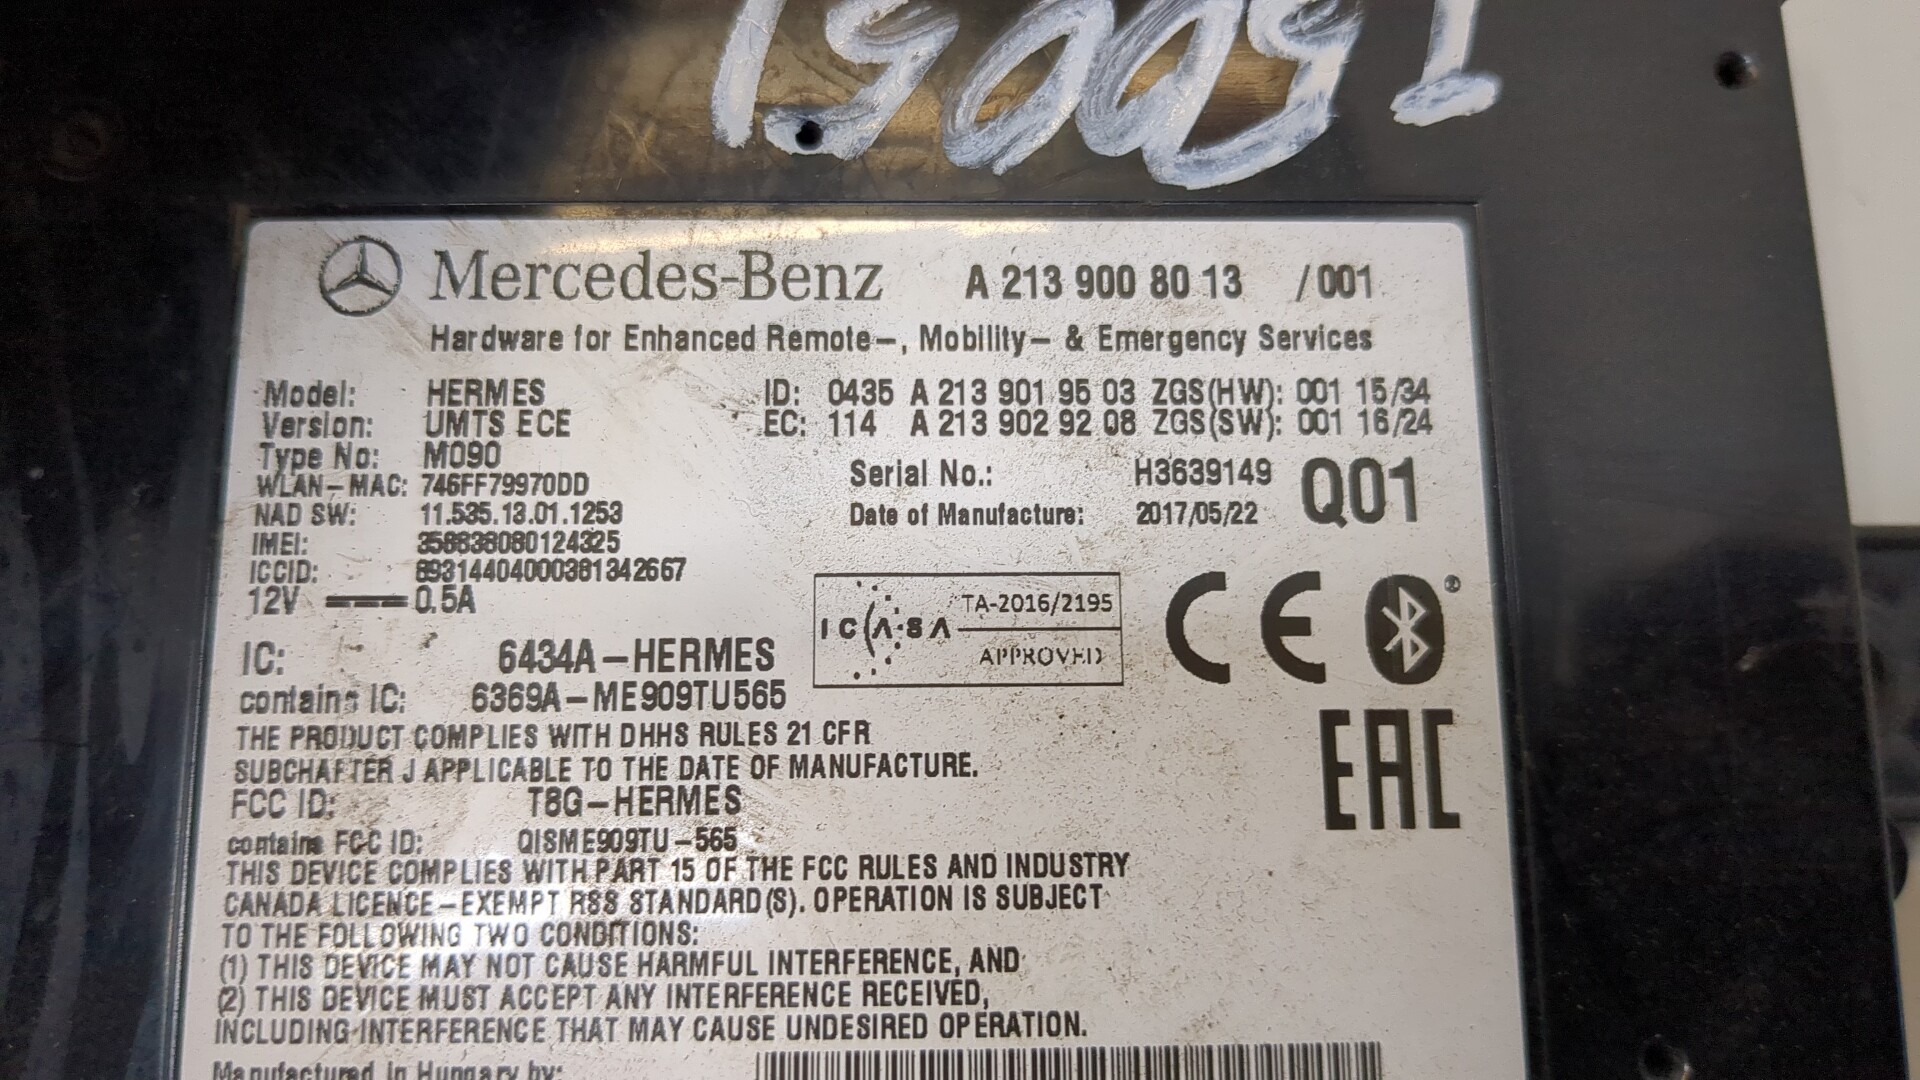 Mercedes-Benz A 213 900 80 13 /001
Hardware for Enhanced Remote-, Mobility- & Emergency Services
Model: HERMES ID: 0435 A 213 901 95 03 ZGS(HW): 001 15/34
Version: UMTS ECE EC: 114 A 213 902 92 08 ZGS(SW): 001 16/24
Type No: M090
WLAN-MAC: 746FF79970DD Serial No.: H3639149 Q01
NAD SW: 11.535.13.01.1253 Date of Manufacture: 2017/05/22
IMEI: 358838080124325
ICCID: 89314404000381342667
12V 0.5A
ICASA TA-2016/2195
APPROVED
CE
IC: 6434A-HERMES
contains IC: 6369A-ME909TU565
EAC
THE PRODUCT COMPLIES WITH DHHS RULES 21 CFR
SUBCHAPTER J APPLICABLE TO THE DATE OF MANUFACTURE.
FCC ID: T8G-HERMES
contains FCC ID: QISME909TU-565
THIS DEVICE COMPLIES WITH PART 15 OF THE FCC RULES AND INDUSTRY
CANADA LICENCE-EXEMPT RSS STANDARD(S). OPERATION IS SUBJECT
TO THE FOLLOWING TWO CONDITIONS:
(1) THIS DEVICE MAY NOT CAUSE HARMFUL INTERFERENCE, AND
(2) THIS DEVICE MUST ACCEPT ANY INTERFERENCE RECEIVED,
INCLUDING INTERFERENCE THAT MAY CAUSE UNDESIRED OPERATION.
Manufactured in Hungary by: